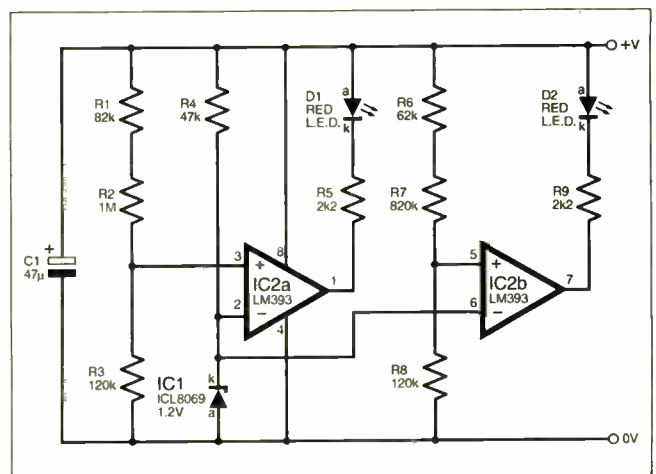 +V
R1
82k
R4
47k
D1
RED
L.E.D.
a
k
R6
62k
D2
RED
L.E.D.
a
k
R2
1M
R5
2k2
R7
820k
R9
2k2
+
C1
47μ
3
+
8
IC2a
LM393
1
2
−
4
5
+
IC2b
LM393
7
6
−
R3
120k
IC1
ICL8069
1.2V
k
a
R8
120k
0V